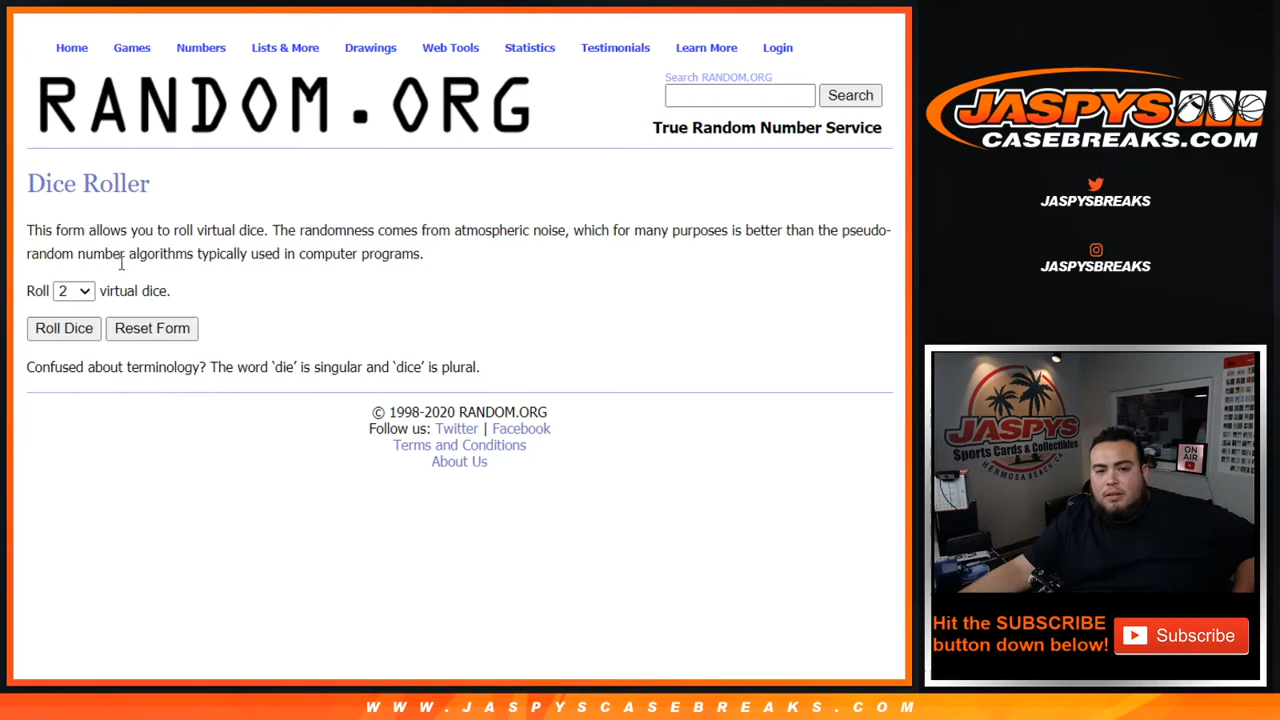 Home Games Numbers Lists & More Drawings Web Tools Statistics Testimonials Learn More Login
RANDOM.ORG
Search RANDOM.ORG
Search
True Random Number Service
Dice Roller
This form allows you to roll virtual dice. The randomness comes from atmospheric noise, which for many purposes is better than the pseudo-
random number algorithms typically used in computer programs.
Roll 2 virtual dice.
Roll Dice Reset Form
Confused about terminology? The word ‘die’ is singular and ‘dice’ is plural.
© 1998-2020 RANDOM.ORG
Follow us: Twitter | Facebook
Terms and Conditions
About Us
JASPYS
CASEBREAKS.COM
JASPYSBREAKS
JASPYSBREAKS
JASPYS
Sports Cards & Collectibles
HERMOSA BEACH, CA
ON
AIR
Hit the SUBSCRIBE
button down below!
Subscribe
WWW.JASPYSCASEBREAKS.COM